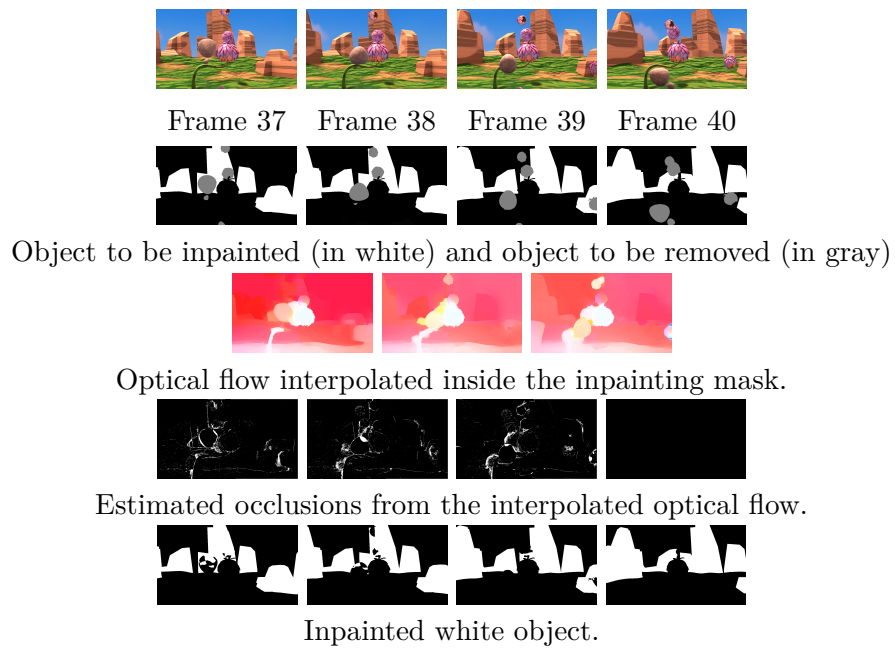 Frame 37 Frame 38 Frame 39 Frame 40
Object to be inpainted (in white) and object to be removed (in gray)
Optical flow interpolated inside the inpainting mask.
Estimated occlusions from the interpolated optical flow.
Inpainted white object.